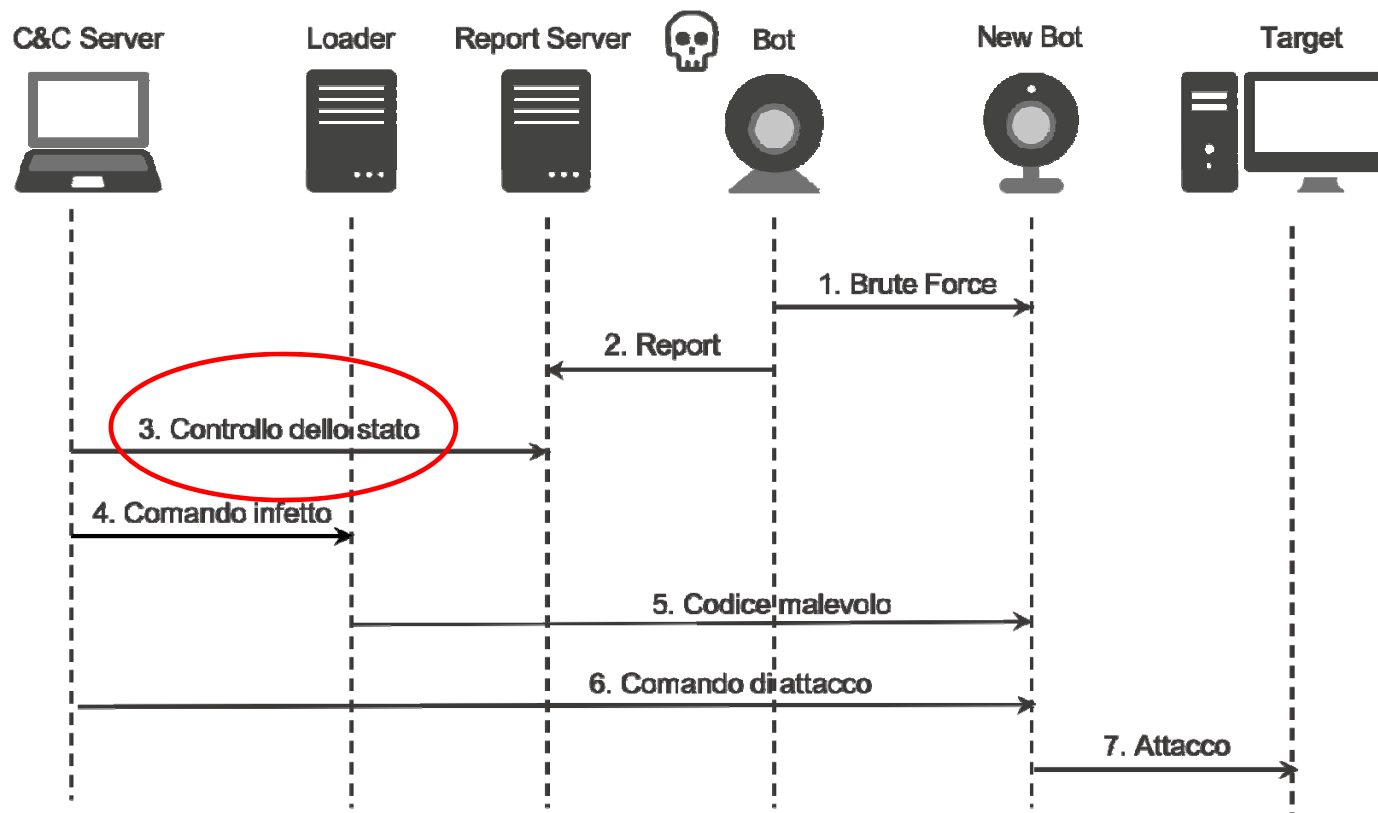 C&C Server
Loader
Report Server
Bot
New Bot
Target
1. Brute Force
2. Report
3. Controllo dello stato
4. Comando infetto
5. Codice malevolo
6. Comando di attacco
7. Attacco